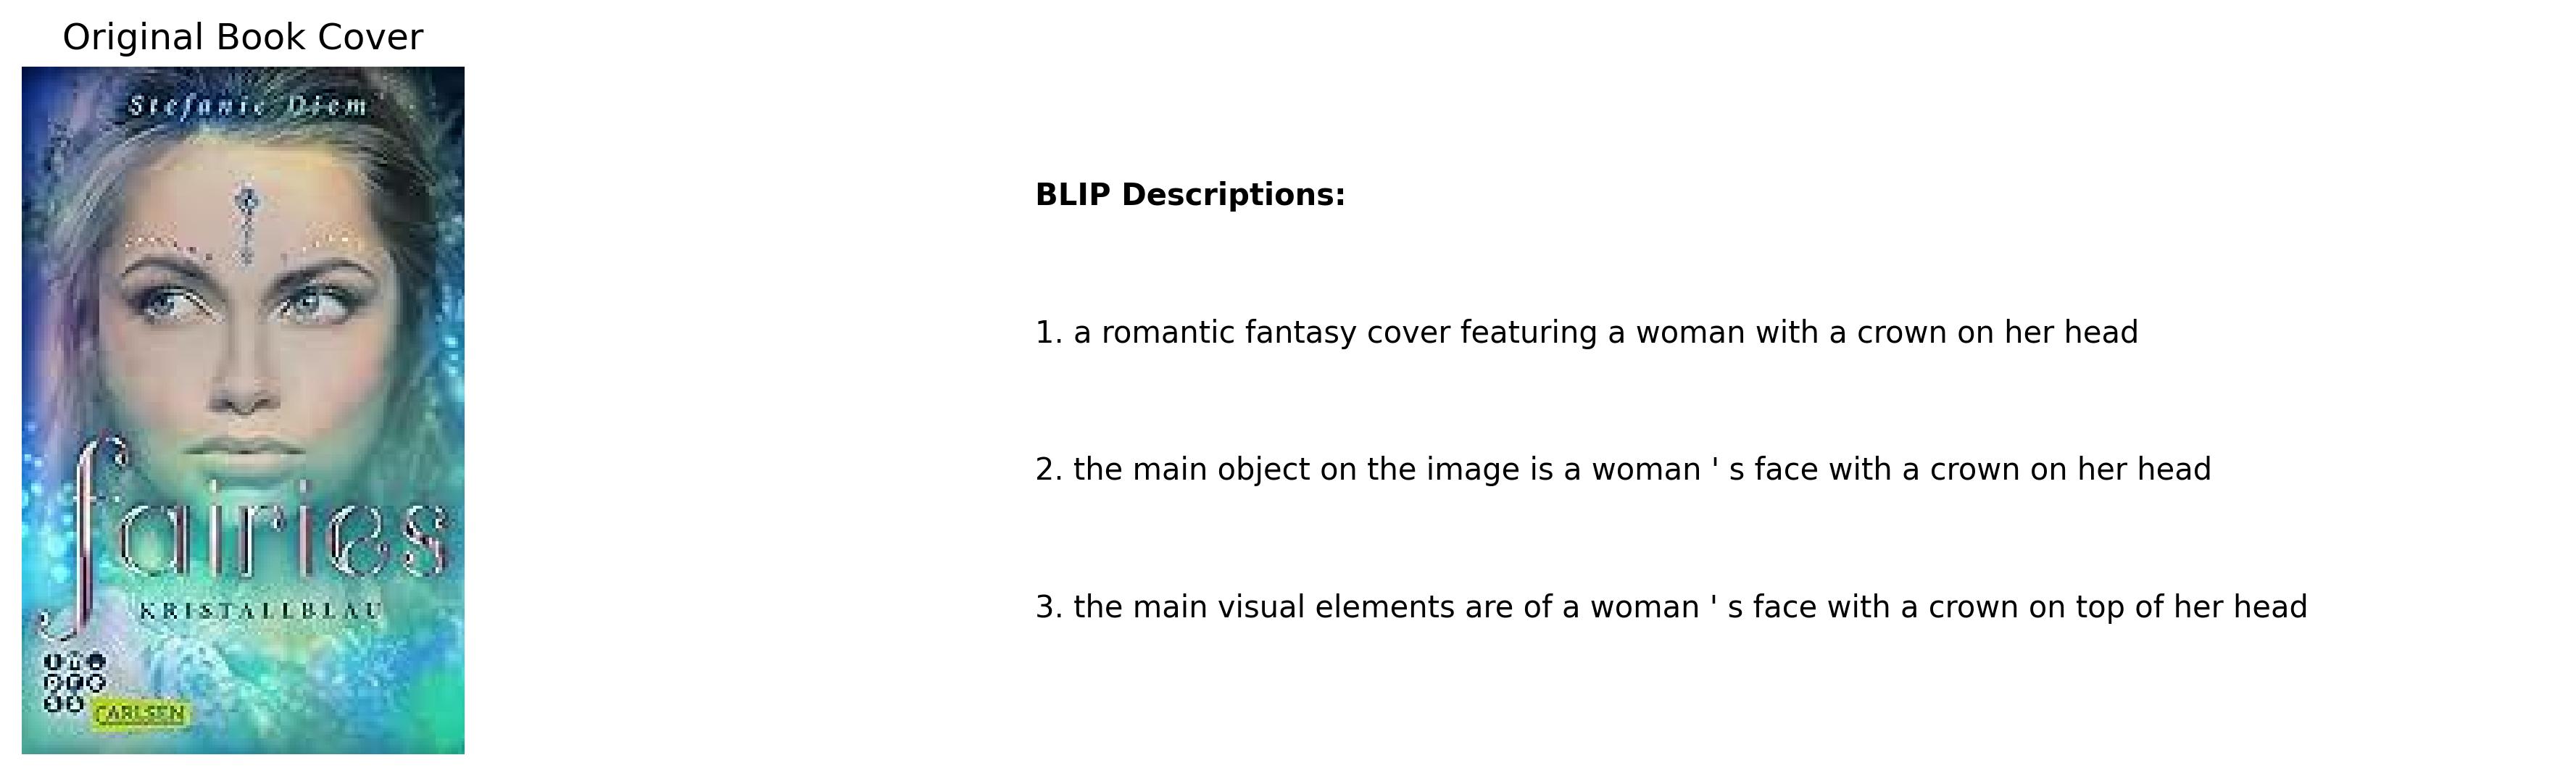 Original Book Cover
Stefanie Diem
fairies
KRISTALLBLAU
CARLSEN
BLIP Descriptions:
1. a romantic fantasy cover featuring a woman with a crown on her head
2. the main object on the image is a woman ' s face with a crown on her head
3. the main visual elements are of a woman ' s face with a crown on top of her head